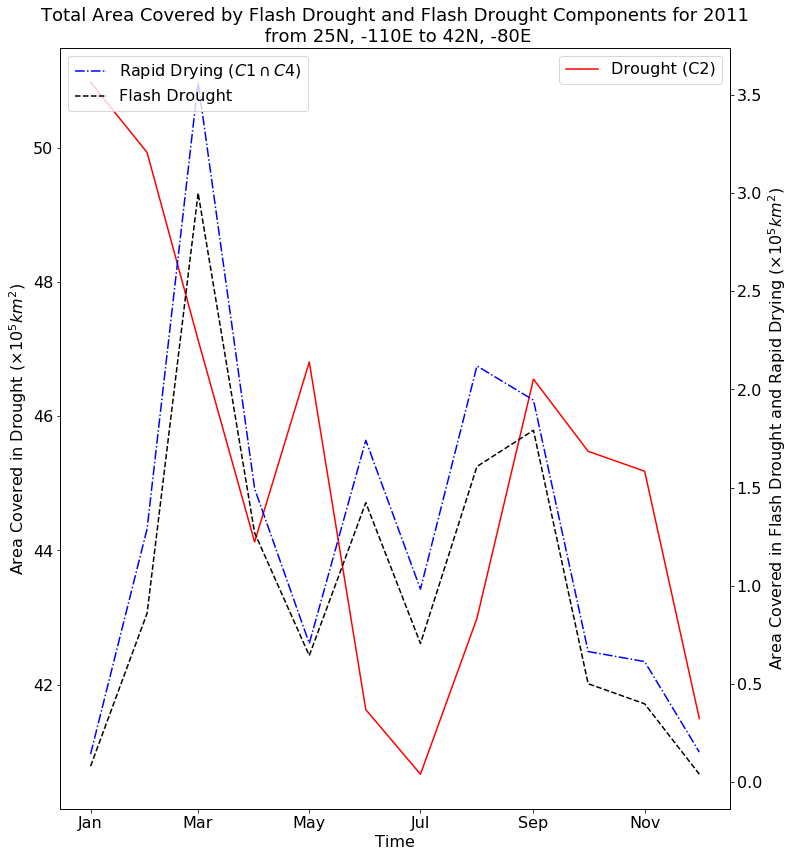 Total Area Covered by Flash Drought and Flash Drought Components for 2011
from 25N, -110E to 42N, -80E
Rapid Drying (C1 ∩ C4)
Flash Drought
Drought (C2)
Area Covered in Drought (×10⁵km²)
50
48
46
44
42
3.5
3.0
2.5
2.0
1.5
1.0
0.5
0.0
Area Covered in Flash Drought and Rapid Drying (×10⁵km²)
Jan Mar May Jul Sep Nov
Time